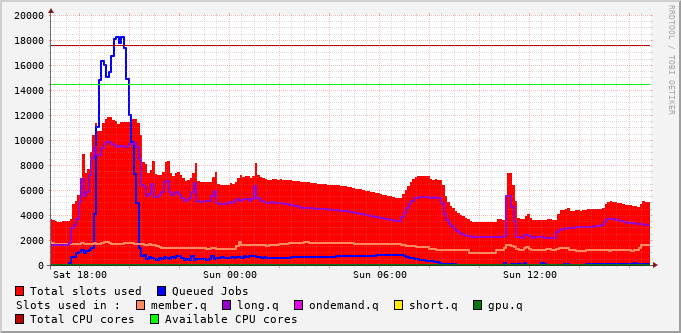 20000
18000
16000
14000
12000
10000
8000
6000
4000
2000
0
Sat 18:00 Sun 00:00 Sun 06:00 Sun 12:00
Total slots used Queued Jobs
Slots used in : member.q long.q ondemand.q short.q gpu.q
Total CPU cores Available CPU cores
RRDTOOL / TOBI OETIKER